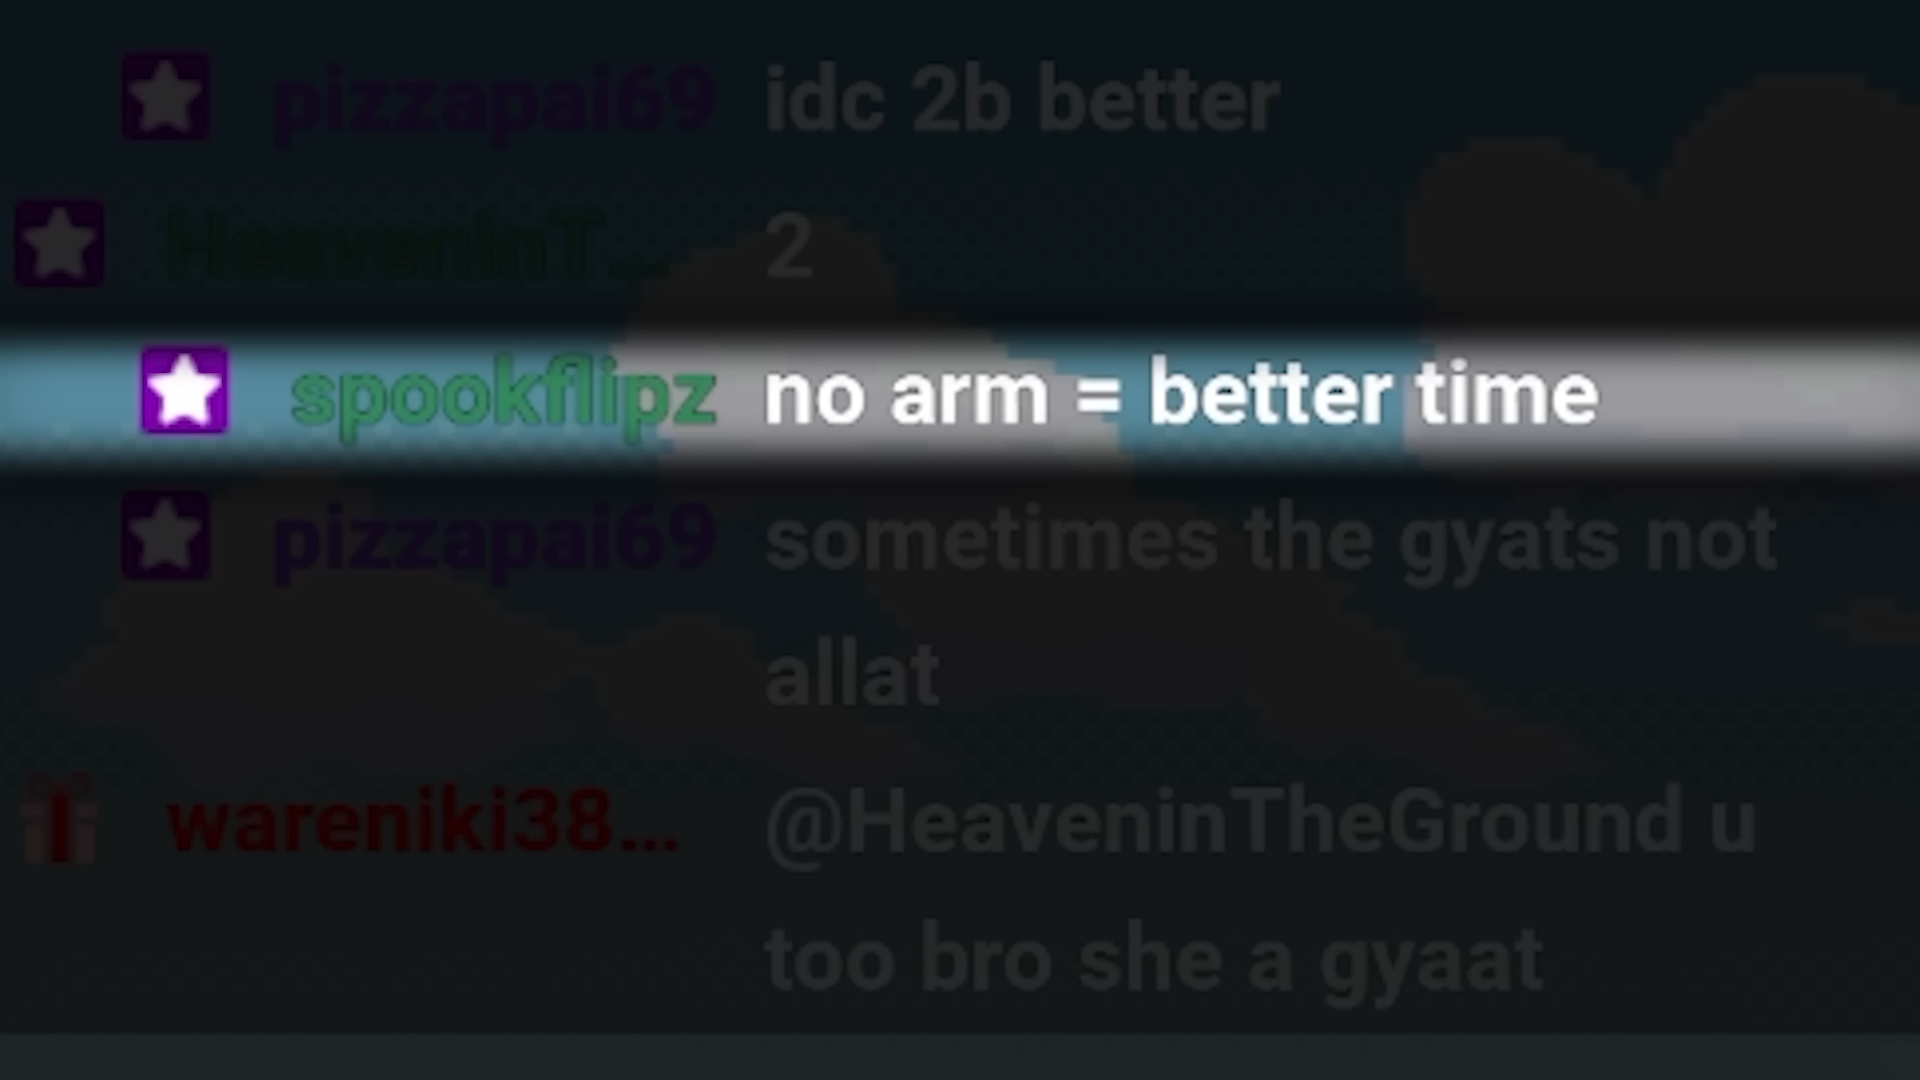 pizzapai69 idc 2b better
HeaveninT... 2
spookflipz no arm = better time
pizzapai69 sometimes the gyats not
allat
wareniki38... @HeaveninTheGround u
too bro she a gyaat